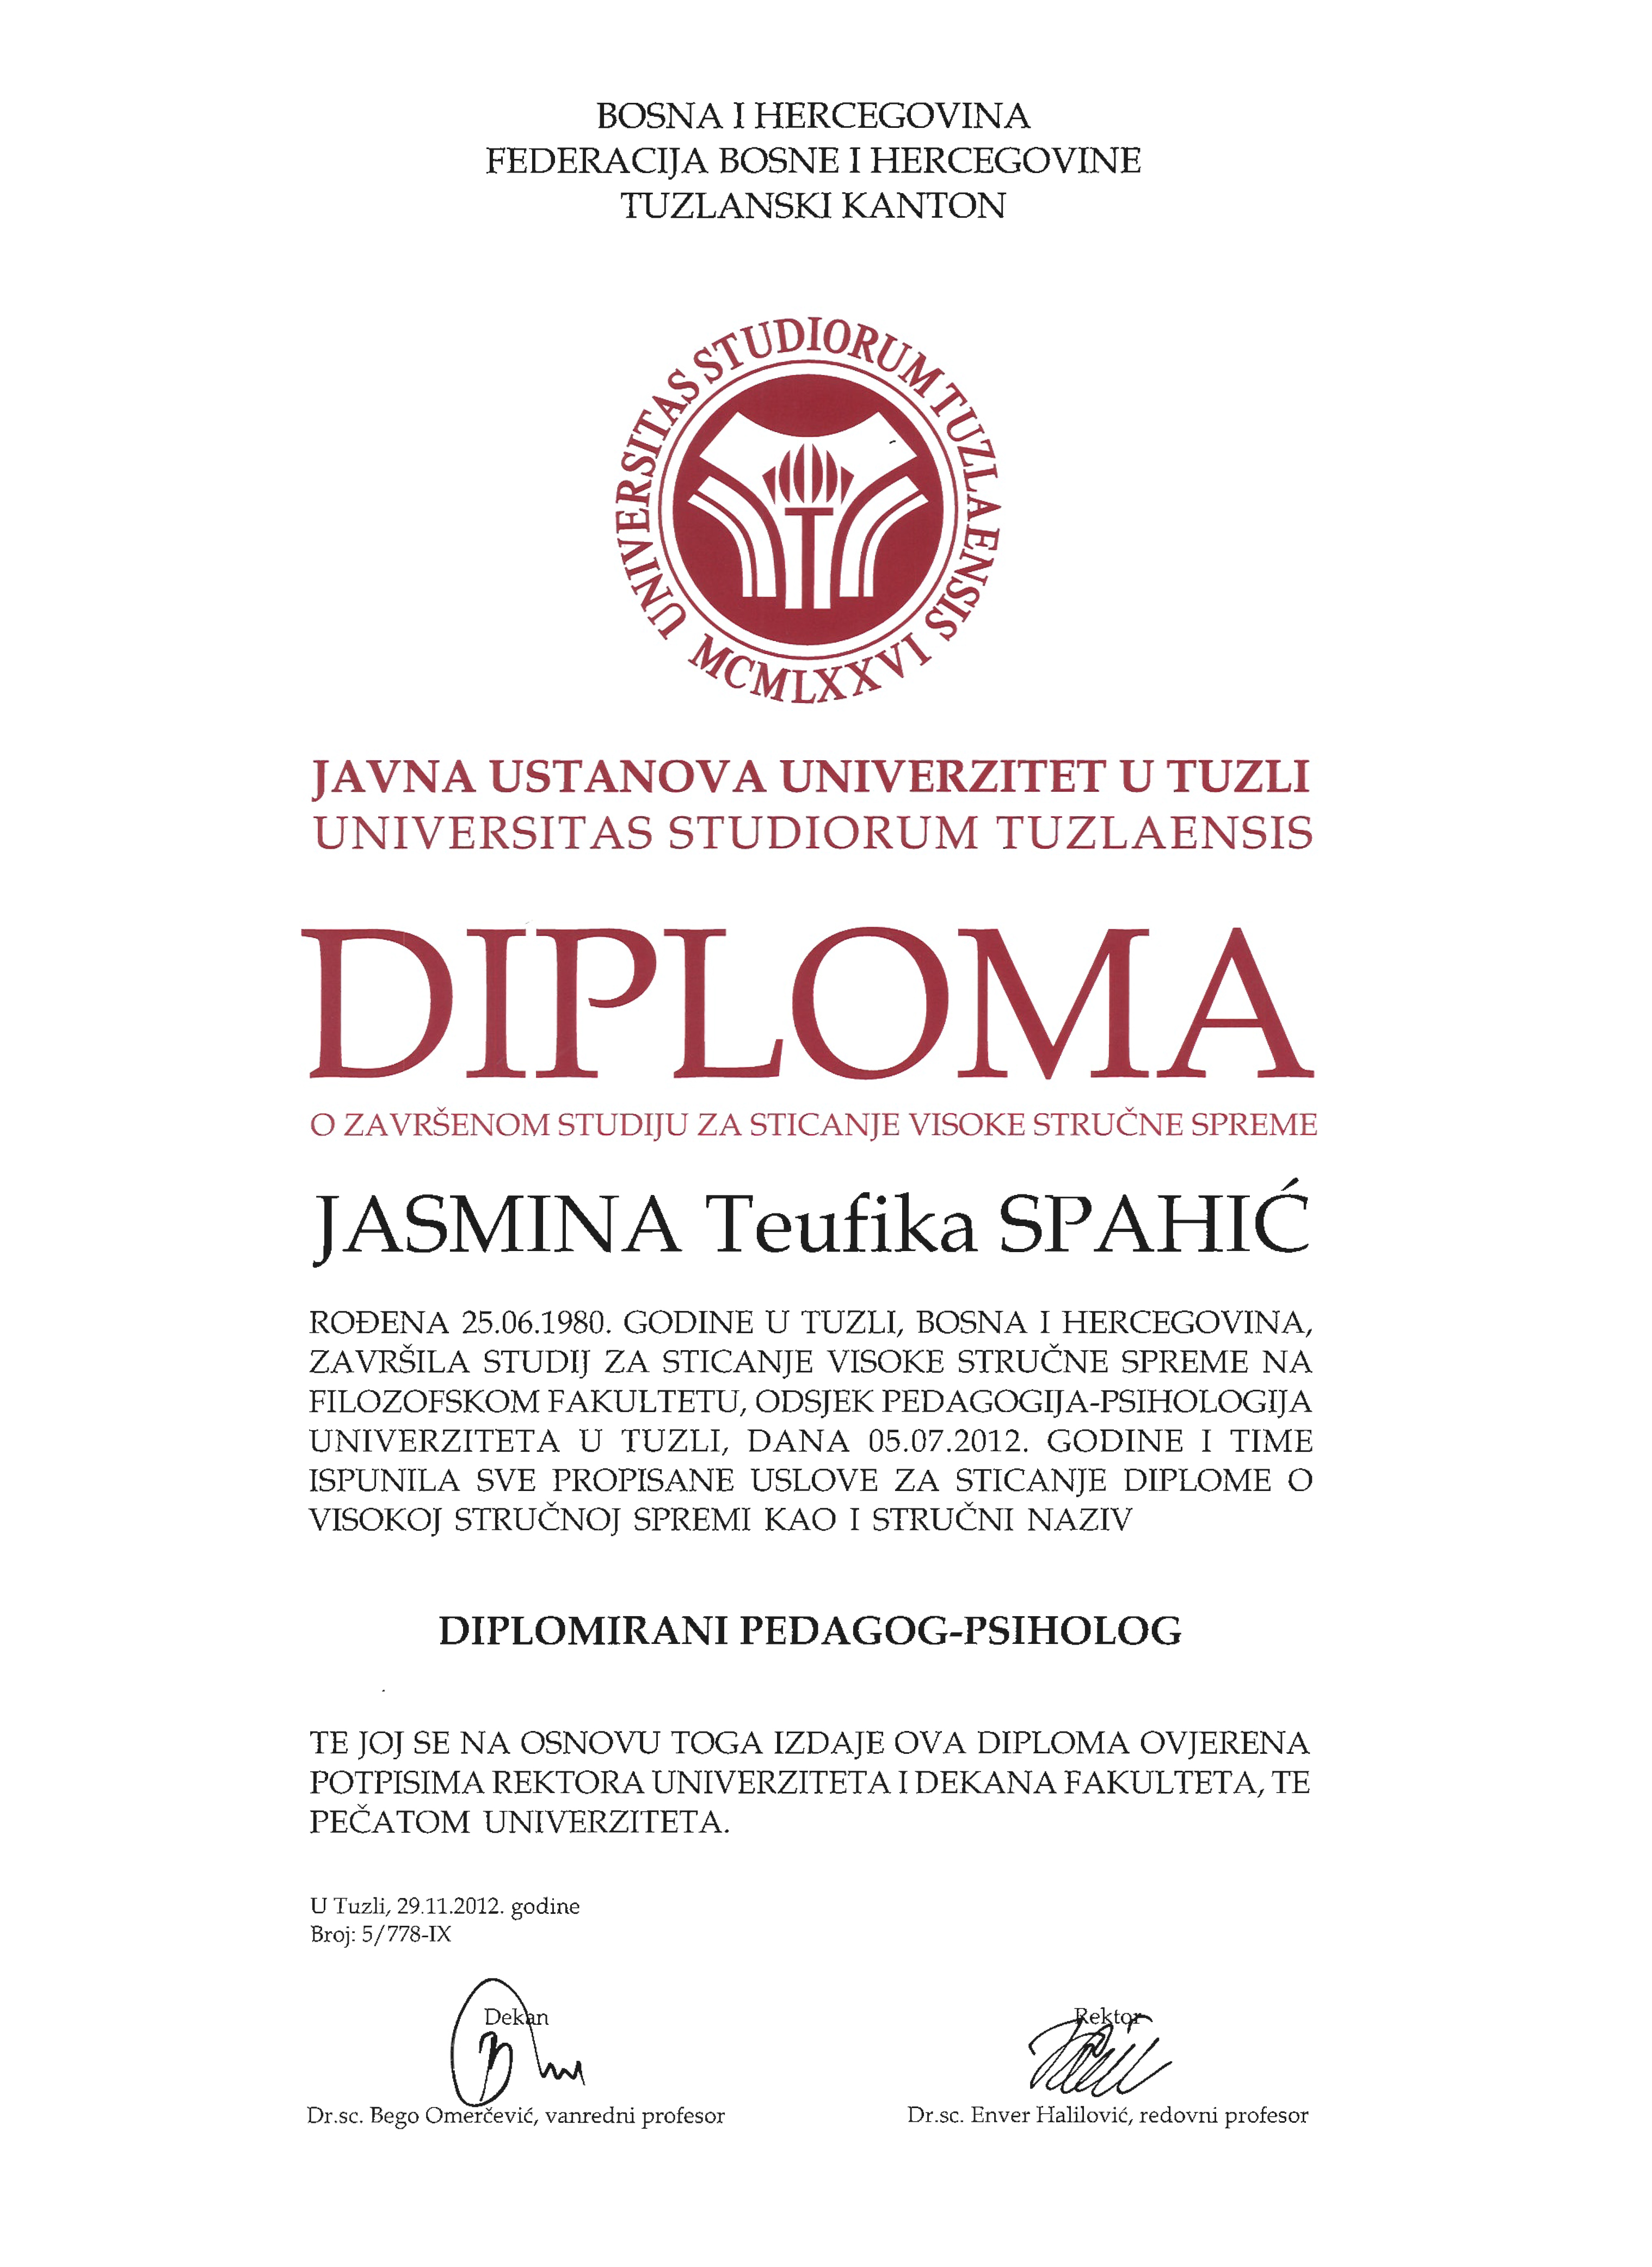 BOSNA I HERCEGOVINA
FEDERACIJA BOSNE I HERCEGOVINE
TUZLANSKI KANTON
UNIVERSITAS STUDIORUM TUZLAENSIS
MCMLXXVI
JAVNA USTANOVA UNIVERZITET U TUZLI
UNIVERSITAS STUDIORUM TUZLAENSIS
DIPLOMA
O ZAVRŠENOM STUDIJU ZA STICANJE VISOKE STRUČNE SPREME
JASMINA Teufika SPAHIĆ
ROĐENA 25.06.1980. GODINE U TUZLI, BOSNA I HERCEGOVINA,
ZAVRŠILA STUDIJ ZA STICANJE VISOKE STRUČNE SPREME NA
FILOZOFSKOM FAKULTETU, ODSJEK PEDAGOGIJA-PSIHOLOGIJA
UNIVERZITETA U TUZLI, DANA 05.07.2012. GODINE I TIME
ISPUNILA SVE PROPISANE USLOVE ZA STICANJE DIPLOME O
VISOKOJ STRUČNOJ SPREMI KAO I STRUČNI NAZIV
DIPLOMIRANI PEDAGOG-PSIHOLOG
TE JOJ SE NA OSNOVU TOGA IZDAJE OVA DIPLOMA OVJERENA
POTPISIMA REKTORA UNIVERZITETA I DEKANA FAKULTETA, TE
PEČATOM UNIVERZITETA.
U Tuzli, 29.11.2012. godine
Broj: 5/778-IX
Dekan
Rektor
Dr.sc. Bego Omerčević, vanredni profesor
Dr.sc. Enver Halilović, redovni profesor